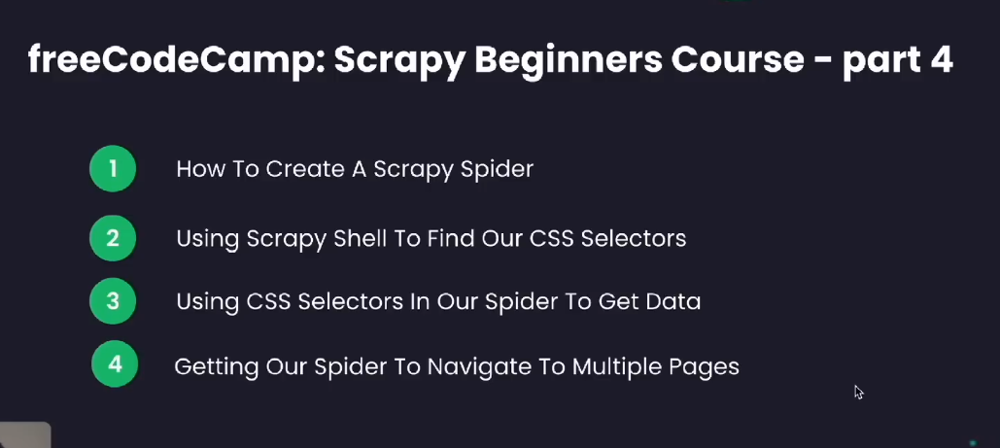 freeCodeCamp: Scrapy Beginners Course - part 4
1 How To Create A Scrapy Spider
2 Using Scrapy Shell To Find Our CSS Selectors
3 Using CSS Selectors In Our Spider To Get Data
4 Getting Our Spider To Navigate To Multiple Pages